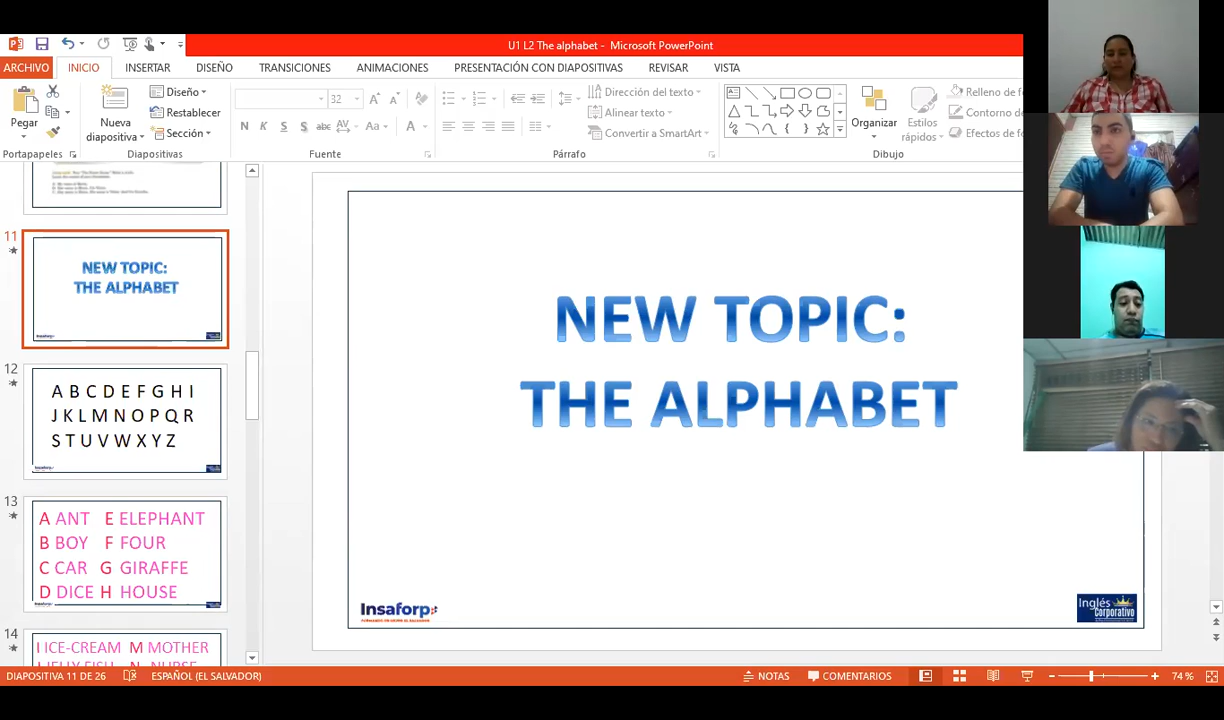 U1 L2 The alphabet - Microsoft PowerPoint
ARCHIVO INICIO INSERTAR DISEÑO TRANSICIONES ANIMACIONES PRESENTACIÓN CON DIAPOSITIVAS REVISAR VISTA
Pegar
Nueva diapositiva
Diseño
Restablecer
Sección
32
N K S S abc AV Aa A
Dirección del texto
Alinear texto
Convertir a SmartArt
Organizar
Estilos rápidos
Relleno de
Contorno de
Efectos de
Portapapeles Diapositivas Fuente Párrafo Dibujo
11
NEW TOPIC:
THE ALPHABET
12
A B C D E F G H I
J K L M N O P Q R
S T U V W X Y Z
13
A ANT E ELEPHANT
B BOY F FOUR
C CAR G GIRAFFE
D DICE H HOUSE
14
I ICE-CREAM M MOTHER
NEW TOPIC:
THE ALPHABET
Insaforp
Inglés
Corporativo
DIAPOSITIVA 11 DE 26 ESPAÑOL (EL SALVADOR) NOTAS COMENTARIOS 74 %